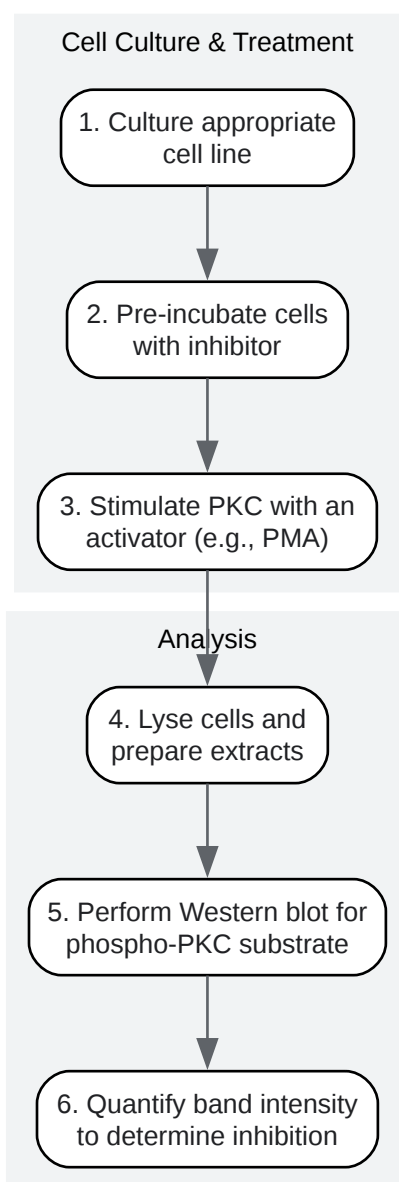 Cell Culture & Treatment
1. Culture appropriate
cell line
2. Pre-incubate cells
with inhibitor
3. Stimulate PKC with an
activator (e.g., PMA)
Analysis
4. Lyse cells and
prepare extracts
5. Perform Western blot for
phospho-PKC substrate
6. Quantify band intensity
to determine inhibition